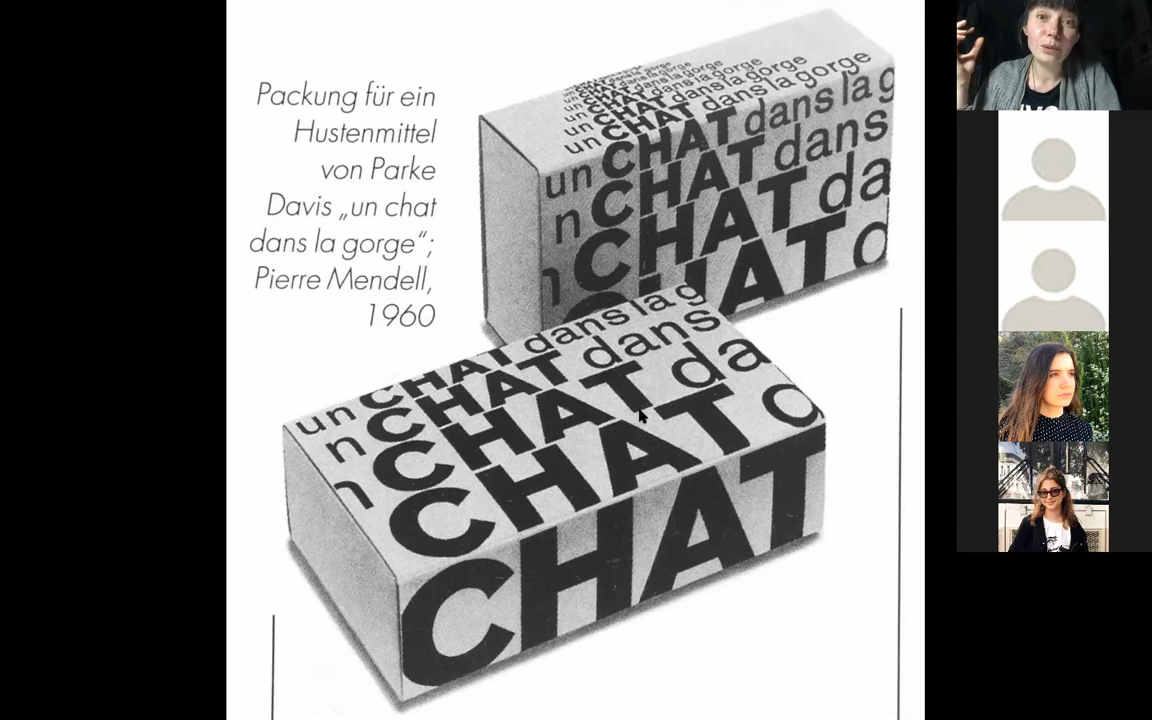 Packung für ein
Hustenmittel
von Parke
Davis „un chat
dans la gorge“;
Pierre Mendell,
1960
un CHAT dans la gorge
un CHAT dans la gorge
un CHAT dans la gorge
un CHAT dans la g
n CHAT dans
n CHAT da
CHAT d
un CHAT dans la g
n CHAT dans
n CHAT da
CHAT d
CHAT